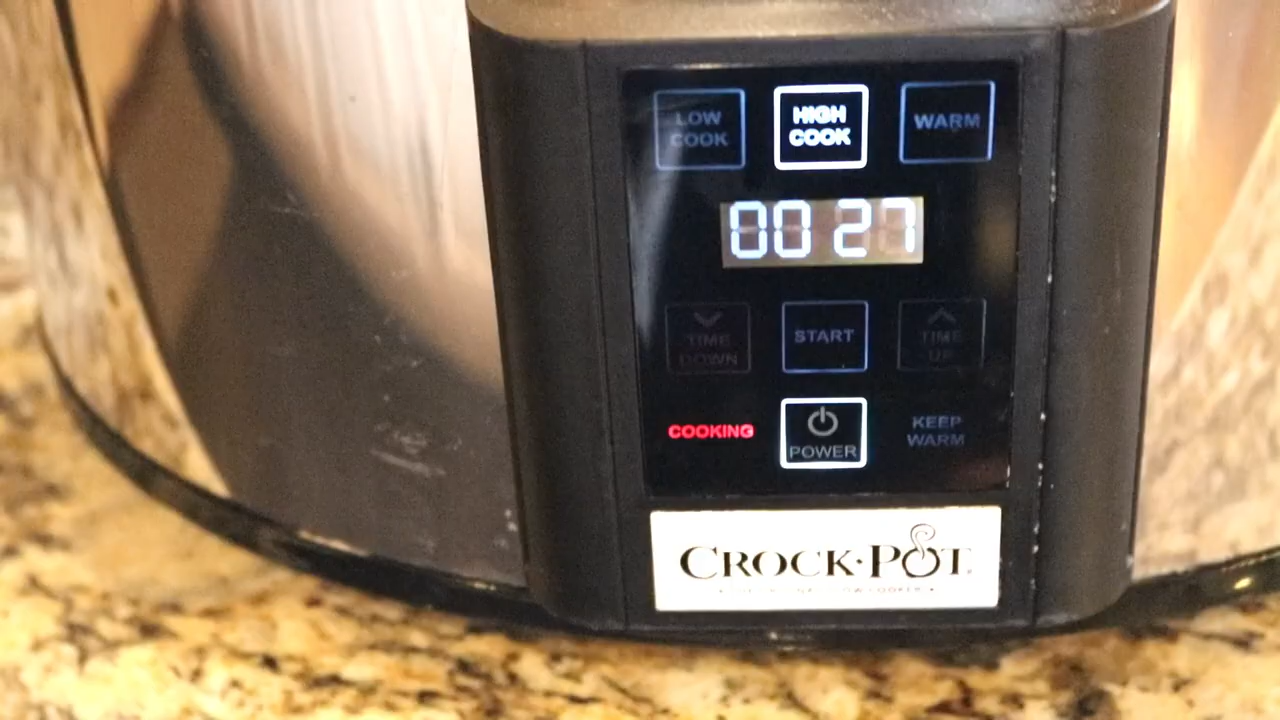 LOW
COOK
HIGH
COOK
WARM
00 27
TIME
DOWN
START
TIME
UP
COOKING
POWER
KEEP
WARM
CROCK·POT